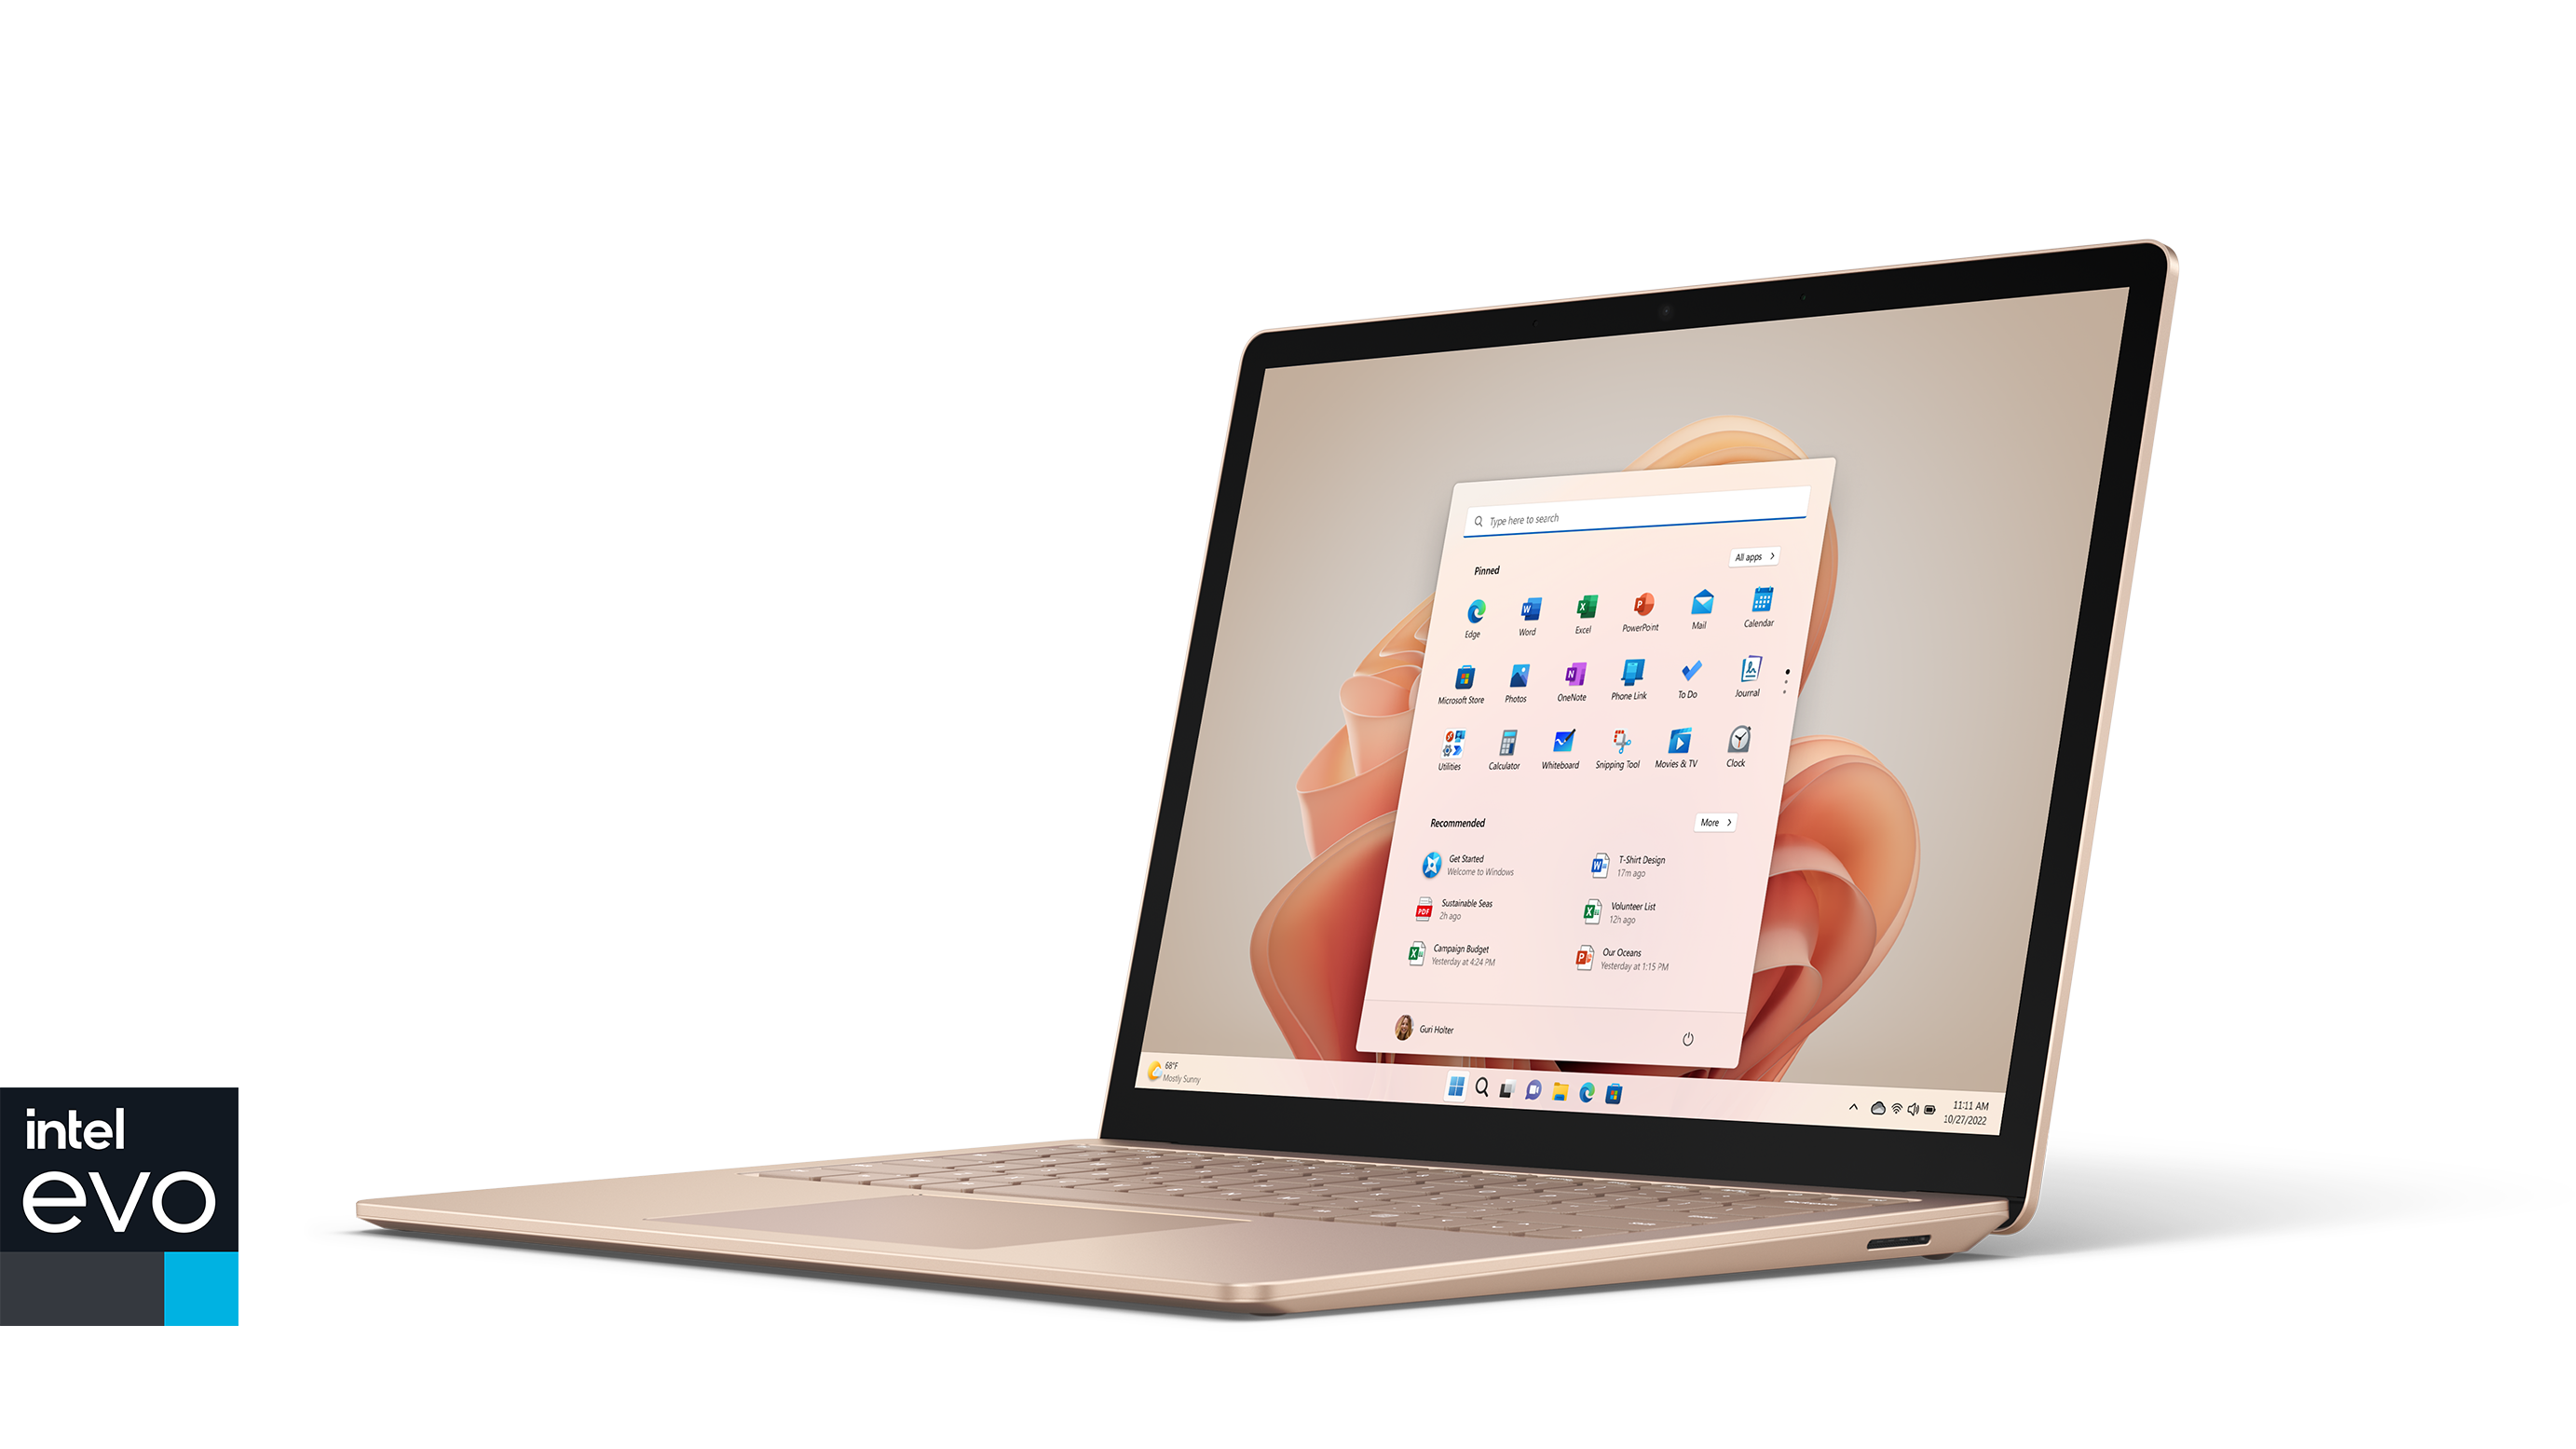 Type here to search
All apps >
Pinned
Edge
Word
Excel
PowerPoint
Mail
Calendar
Microsoft Store
Photos
OneNote
Phone Link
To Do
Journal
Utilities
Calculator
Whiteboard
Snipping Tool
Movies & TV
Clock
Recommended
More >
Get Started
Welcome to Windows
T-Shirt Design
17m ago
Sustainable Seas
2h ago
Volunteer List
12h ago
Campaign Budget
Yesterday at 4:24 PM
Our Oceans
Yesterday at 1:15 PM
Guri Holter
68°F
Mostly Sunny
11:11 AM
10/27/2022
intel
evo